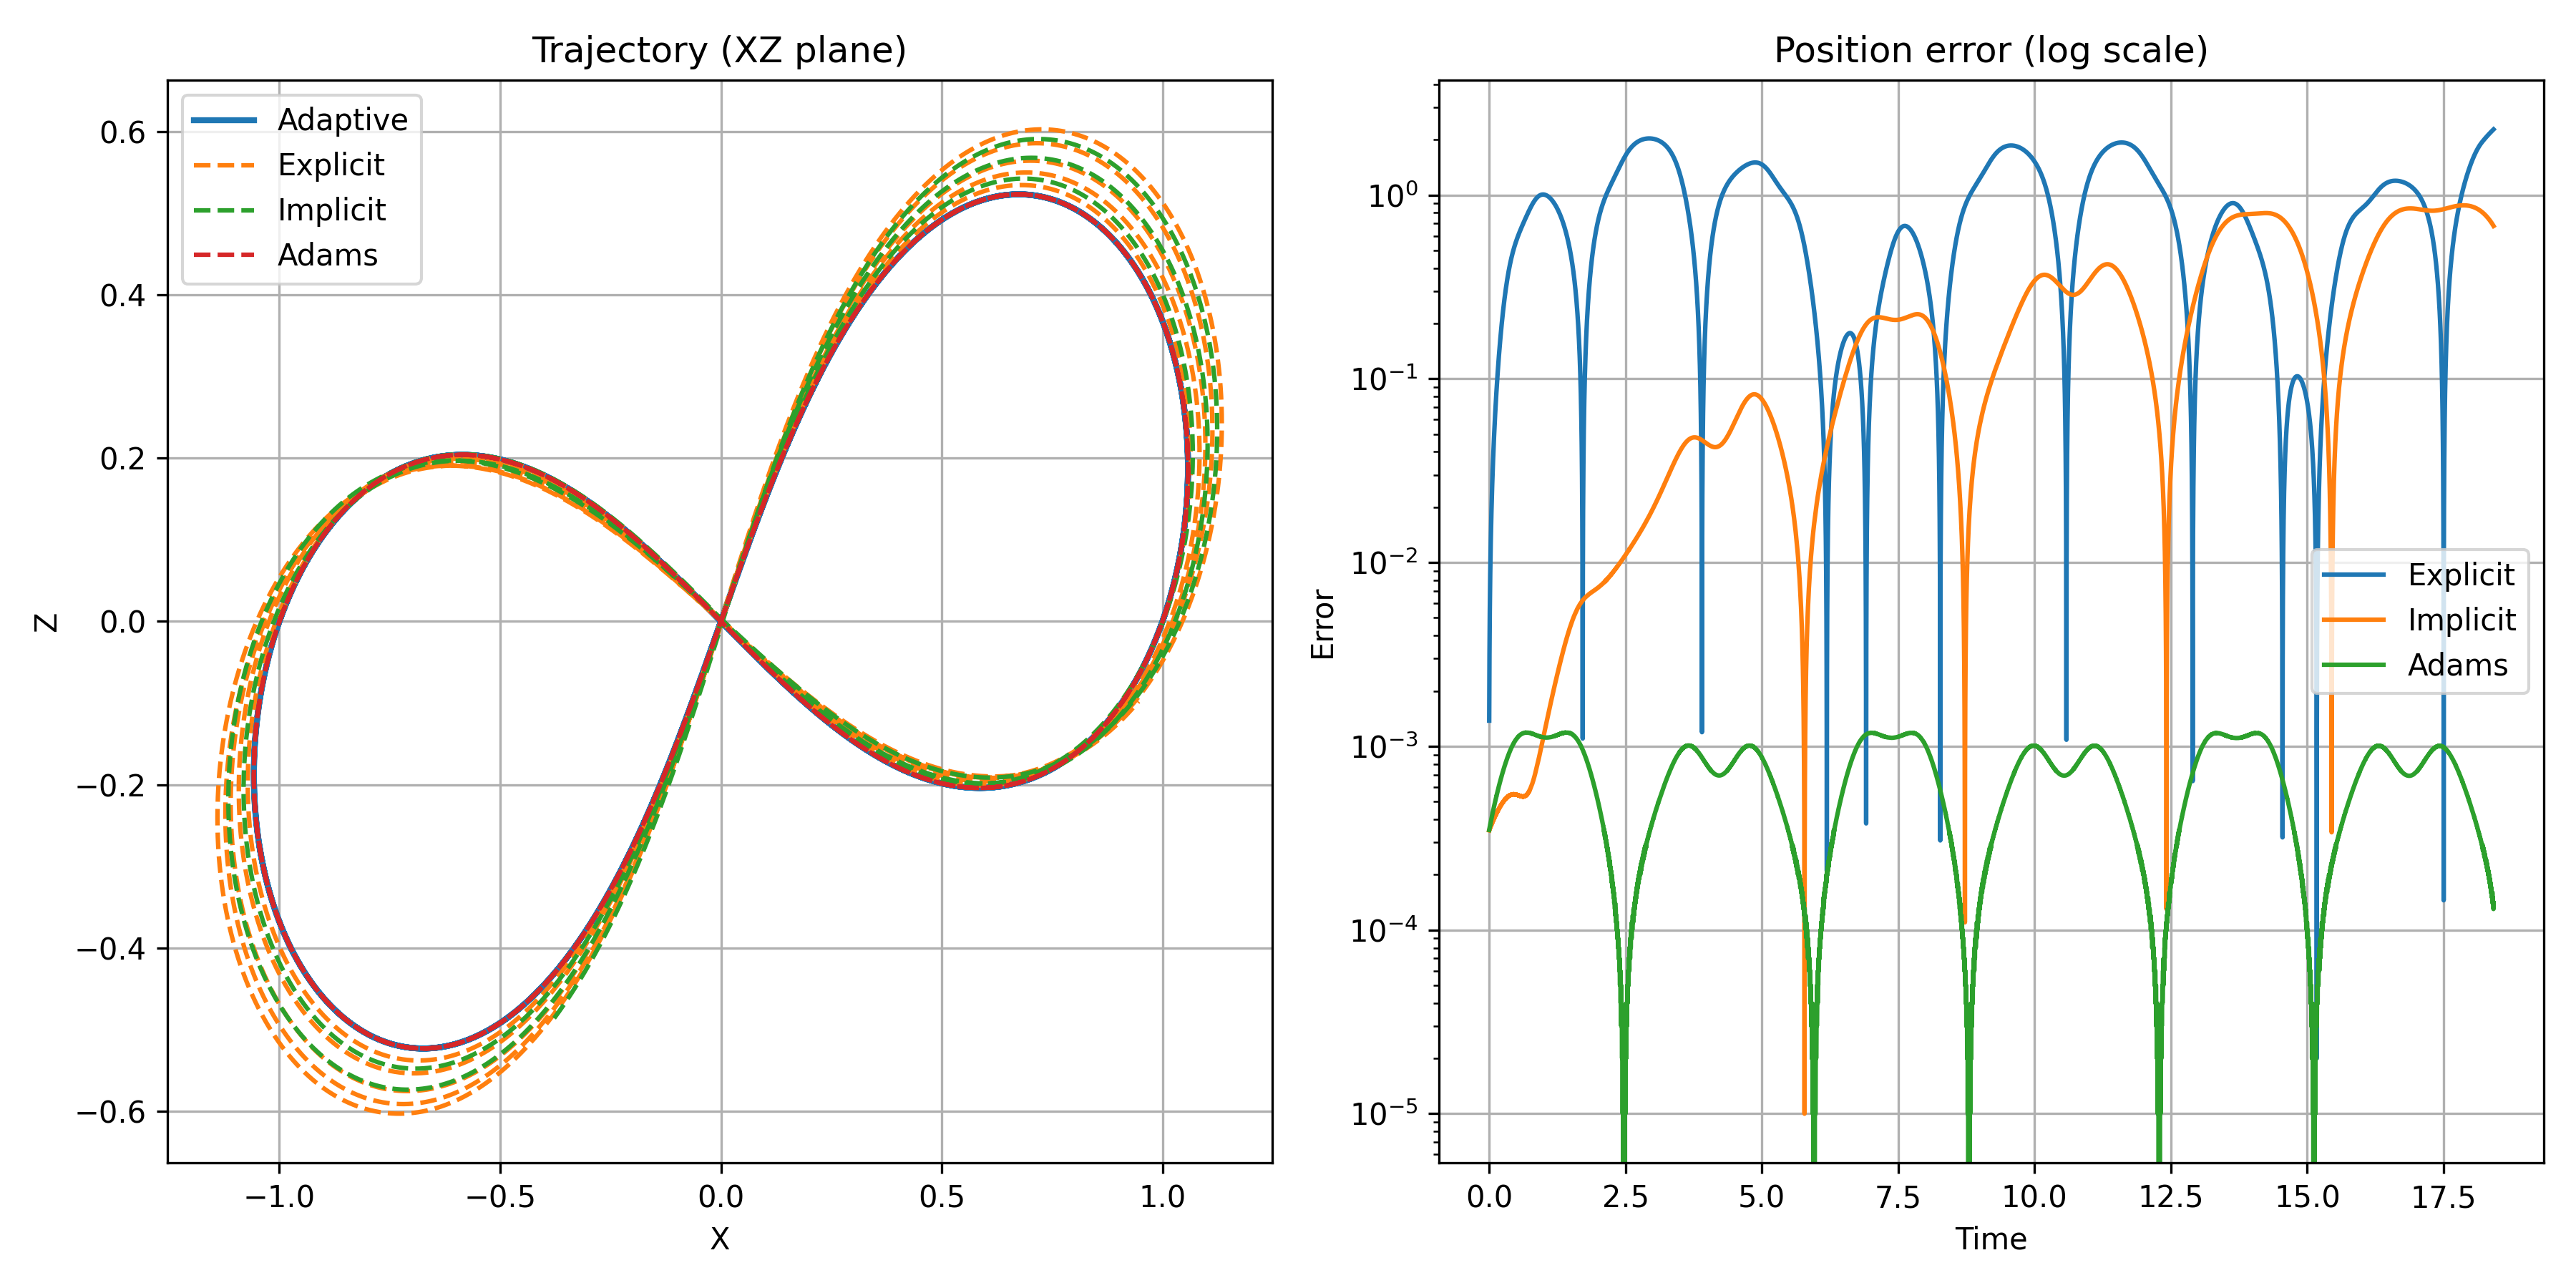 Trajectory (XZ plane)
Adaptive
Explicit
Implicit
Adams
0.6
0.4
0.2
0.0
−0.2
−0.4
−0.6
Z
−1.0 −0.5 0.0 0.5 1.0
X
Position error (log scale)
10⁰
10⁻¹
10⁻²
10⁻³
10⁻⁴
10⁻⁵
Error
Explicit
Implicit
Adams
0.0 2.5 5.0 7.5 10.0 12.5 15.0 17.5
Time